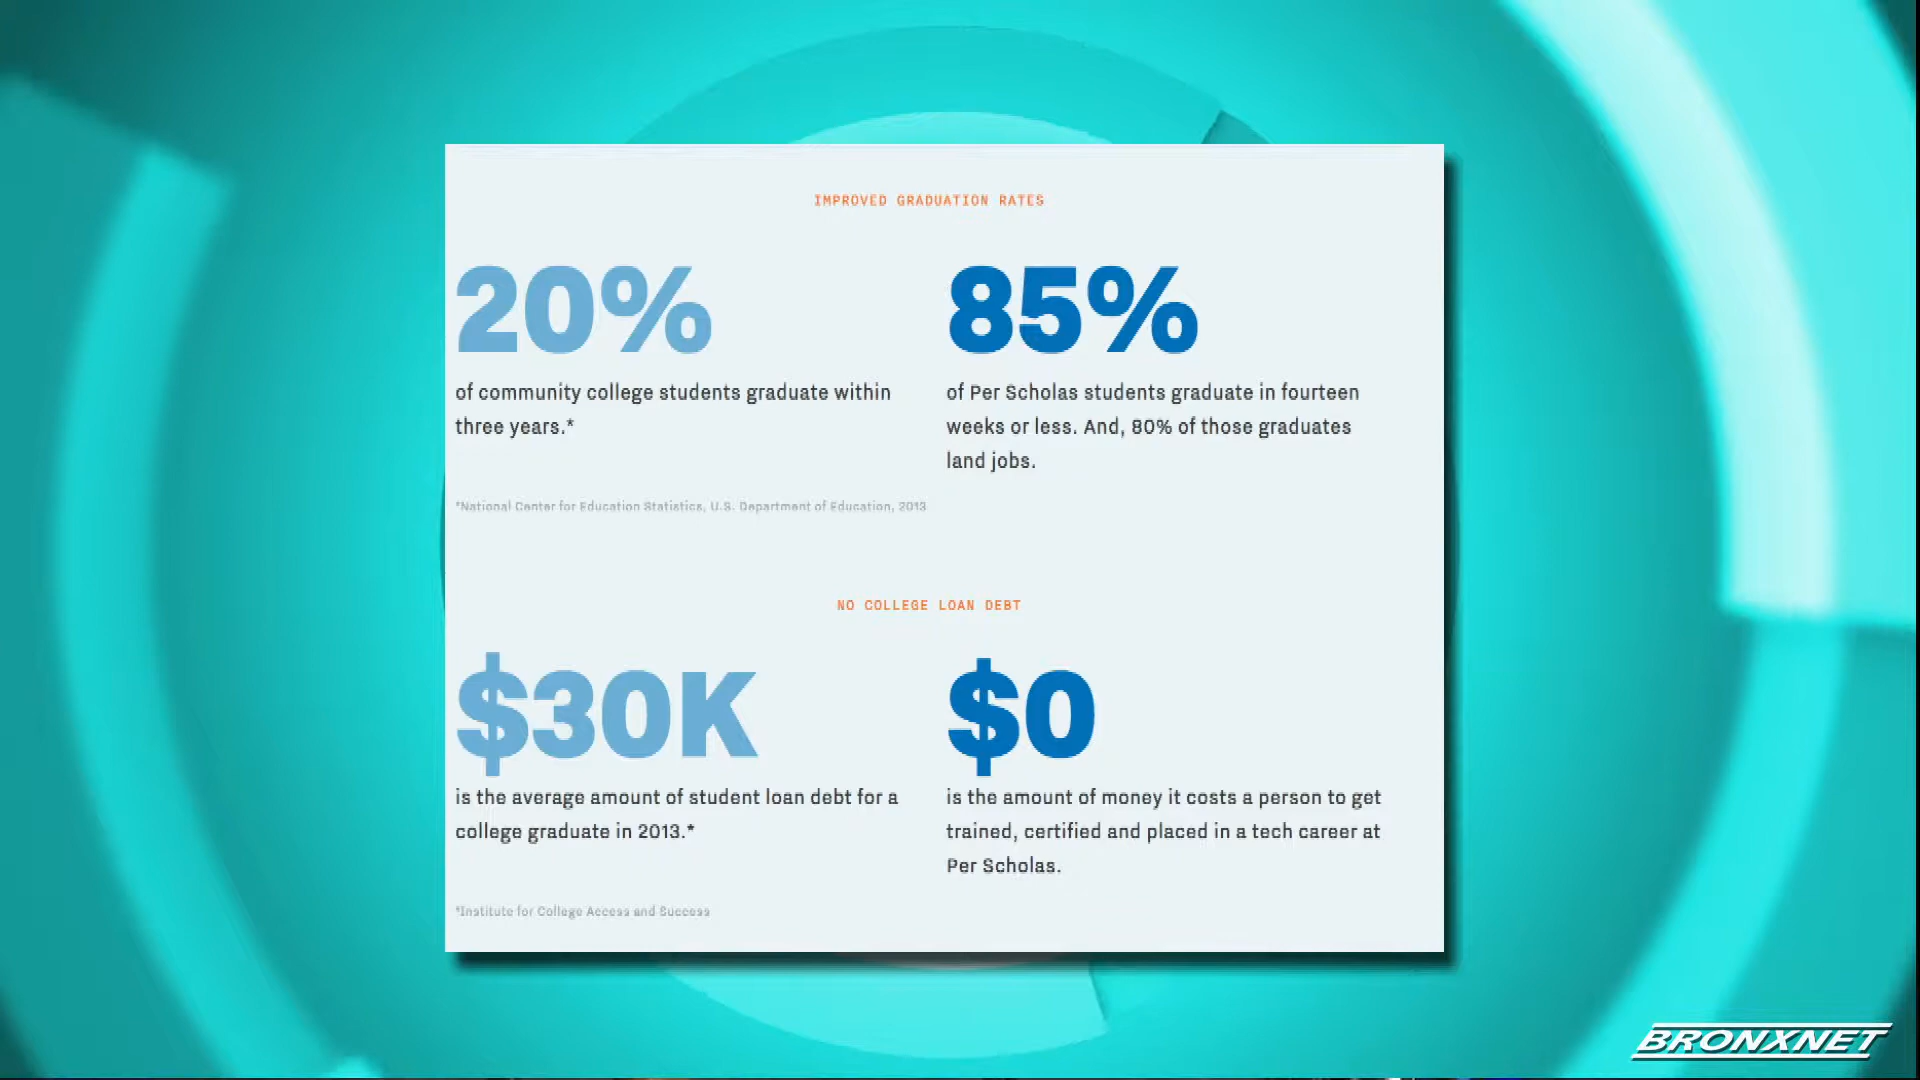 IMPROVED GRADUATION RATES
20%
of community college students graduate within
three years.*
85%
of Per Scholas students graduate in fourteen
weeks or less. And, 80% of those graduates
land jobs.
*National Center for Education Statistics, U.S. Department of Education, 2013
NO COLLEGE LOAN DEBT
$30K
is the average amount of student loan debt for a
college graduate in 2013.*
$0
is the amount of money it costs a person to get
trained, certified and placed in a tech career at
Per Scholas.
*Institute for College Access and Success
BRONXNET